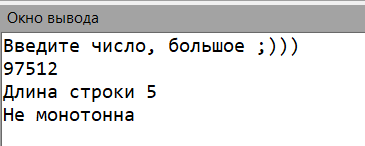 Окно вывода
Введите число, большое ;)))
97512
Длина строки 5
Не монотонна